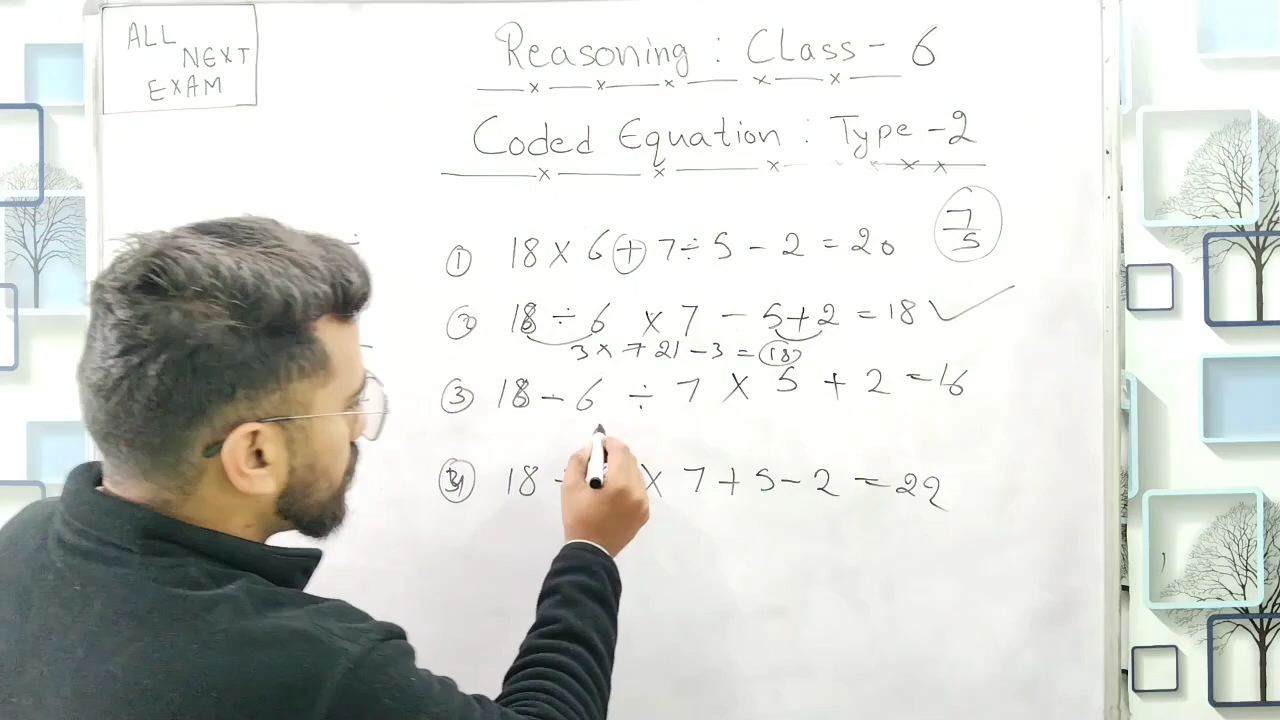 ALL
NEXT
EXAM
Reasoning : Class - 6
Coded Equation : Type - 2
7/5
① 18 × 6 + 7 ÷ 5 - 2 = 20
② 18 ÷ 6 × 7 - 5 + 2 = 18 ✓
3 × 7 21 - 3 = 18
③ 18 - 6 ÷ 7 × 5 + 2 = 16
④ 18 × 7 + 5 - 2 = 22